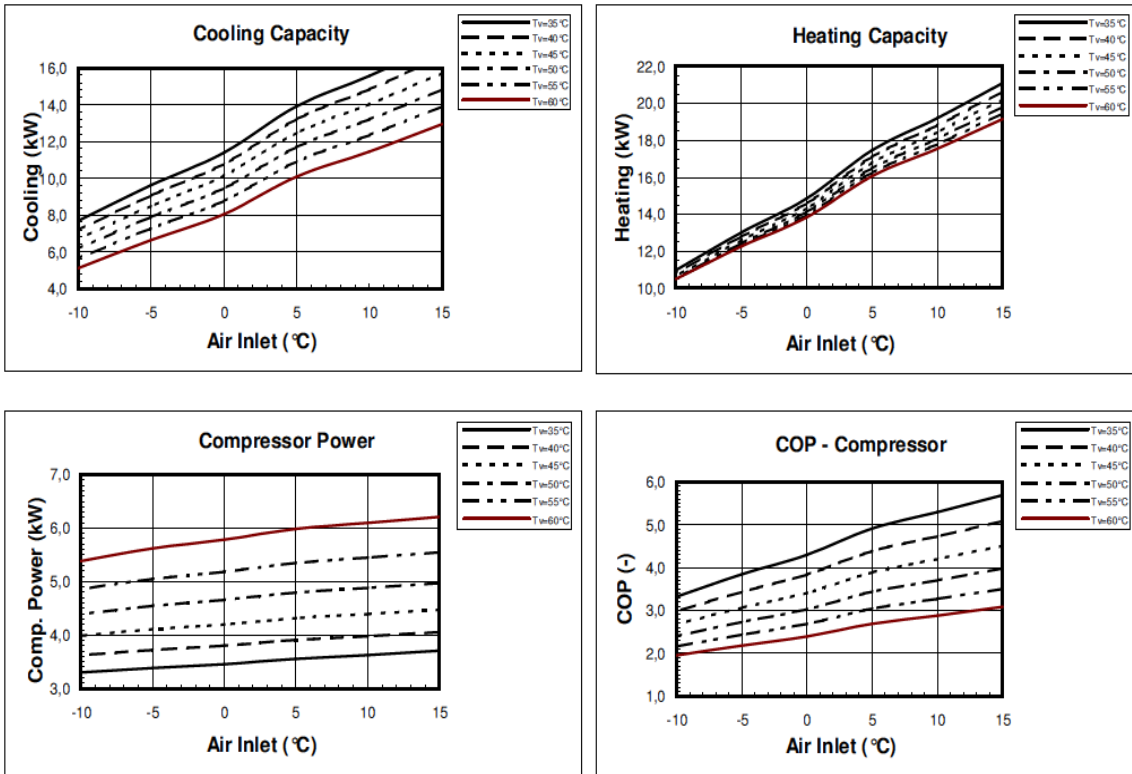 Cooling Capacity
Tv=35°C
Tv=40°C
Tv=45°C
Tv=50°C
Tv=55°C
Tv=60°C
Cooling (kW)
16,0
14,0
12,0
10,0
8,0
6,0
4,0
-10
-5
0
5
10
15
Air Inlet (°C)
Heating Capacity
Tv=35°C
Tv=40°C
Tv=45°C
Tv=50°C
Tv=55°C
Tv=60°C
Heating (kW)
22,0
20,0
18,0
16,0
14,0
12,0
10,0
-10
-5
0
5
10
15
Air Inlet (°C)
Compressor Power
Tv=35°C
Tv=40°C
Tv=45°C
Tv=50°C
Tv=55°C
Tv=60°C
Comp. Power (kW)
7,0
6,0
5,0
4,0
3,0
-10
-5
0
5
10
15
Air Inlet (°C)
COP - Compressor
Tv=35°C
Tv=40°C
Tv=45°C
Tv=50°C
Tv=55°C
Tv=60°C
COP (-)
6,0
5,0
4,0
3,0
2,0
1,0
-10
-5
0
5
10
15
Air Inlet (°C)